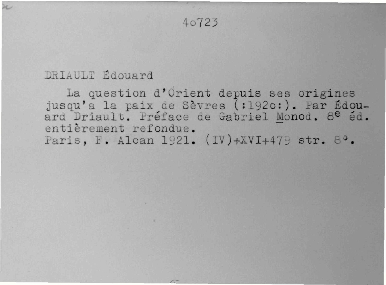 40723
DRIAULT Édouard
La question d'Orient depuis ses origines
jusqu'a la paix de Sèvres (:1920:). Par Édou-
ard Driault. Préface de Gabriel Monod. 8e éd.
entièrement refondue.
Paris, F. Alcan 1921. (IV)+XVI+479 str. 8°.